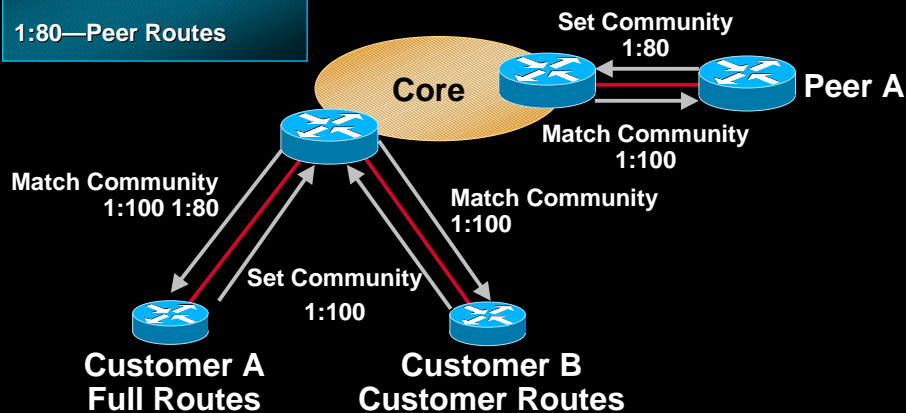 1:80—Peer Routes
Set Community
1:80
Core
Peer A
Match Community
1:100
Match Community
1:100 1:80
Match Community
1:100
Set Community
1:100
Customer A
Full Routes
Customer B
Customer Routes